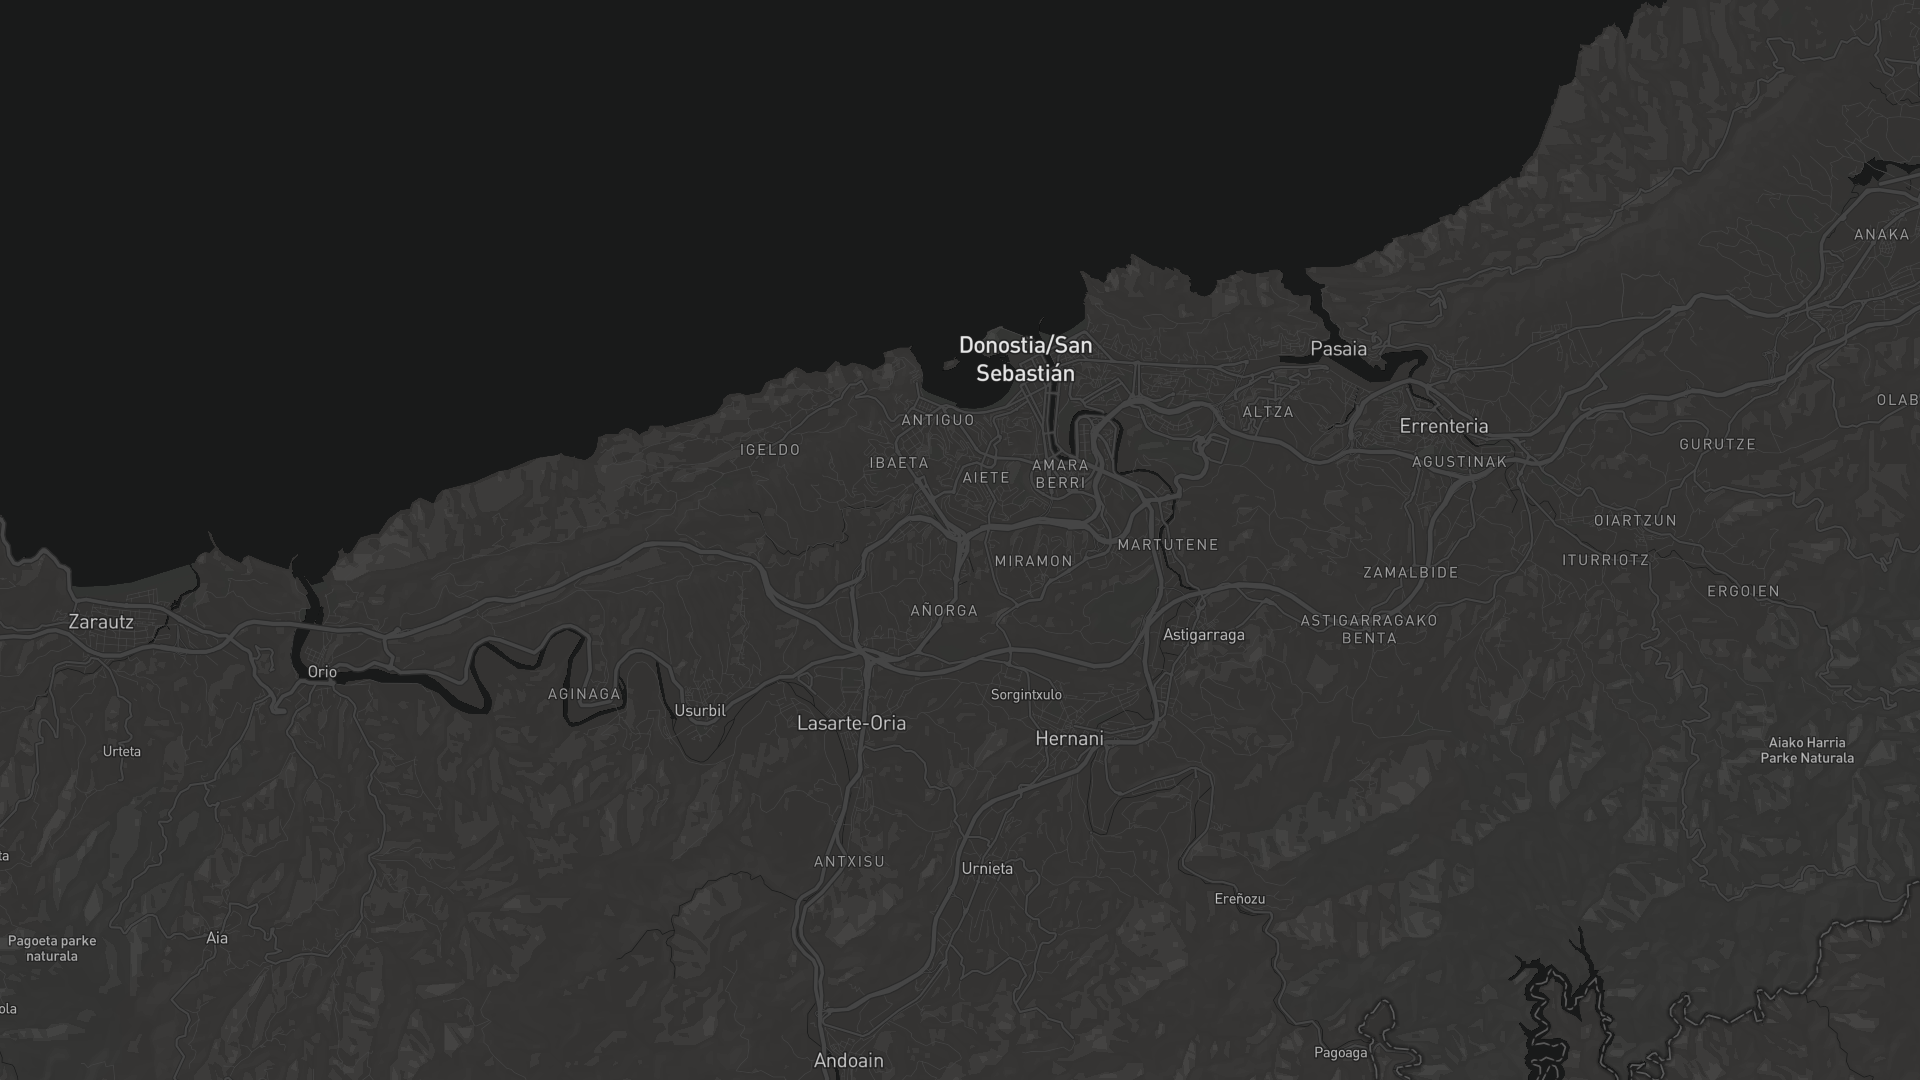 ANAKA
Donostia/San
Sebastián
Pasaia
OLAB
ALTZA
ANTIGUO
Errenteria
GURUTZE
IGELDO
IBAETA
AIETE
AMARA
BERRI
AGUSTINAK
OIARTZUN
MARTUTENE
MIRAMON
ITURRIOTZ
ZAMALBIDE
ERGOIEN
AÑORGA
Zarautz
ASTIGARRAGAKO
BENTA
Astigarraga
Orio
AGINAGA
Sorgintxulo
Usurbil
Lasarte-Oria
Hernani
Urteta
Aiako Harria
Parke Naturala
ta
ANTXISU
Urnieta
Ereñozu
Aia
Pagoeta parke
naturala
ola
Pagoaga
Andoain